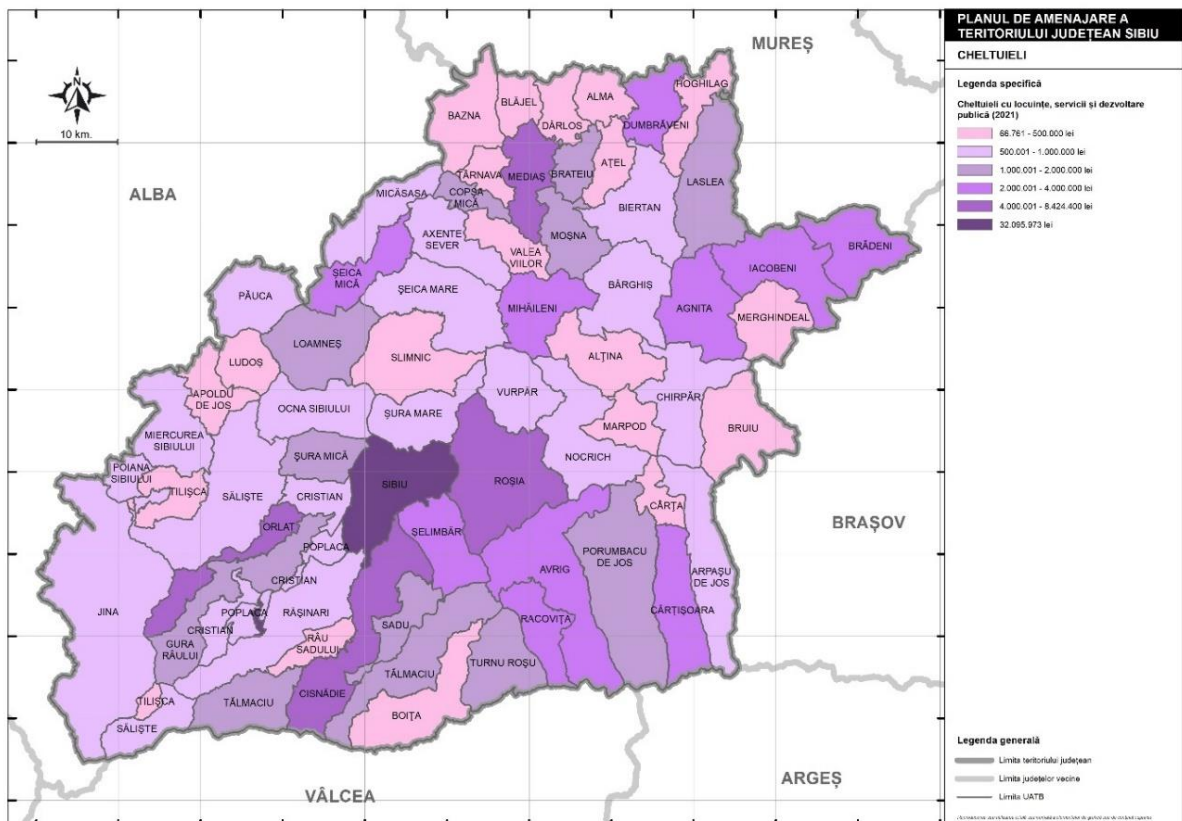 PLANUL DE AMENAJARE A
TERITORIULUI JUDEȚEAN SIBIU
CHELTUIELI
Legenda specifică
Cheltuieli cu locuințe, servicii și dezvoltare
publică (2021)
66.761 - 500.000 lei
500.001 - 1.000.000 lei
1.000.001 - 2.000.000 lei
2.000.001 - 4.000.000 lei
4.000.001 - 8.424.400 lei
32.095.973 lei
N
10 km.
MUREȘ
ALBA
BRAȘOV
ARGEȘ
VÂLCEA
HOGHILAG
BLĂJEL
ALMA
BAZNA
DÂRLOS
DUMBRĂVENI
AȚEL
TÂRNAVA
MEDIAȘ
BRATEIU
LASLEA
MICĂSASA
COPȘA
MICĂ
BIERTAN
AXENTE
SEVER
MOȘNA
VALEA
VIILOR
BRĂDENI
IACOBENI
ȘEICA
MICĂ
BÂRGHIȘ
ȘEICA MARE
PĂUCA
MIHĂILENI
AGNITA
MERGHINDEAL
LOAMNEȘ
SLIMNIC
ALȚINA
LUDOȘ
APOLDU
DE JOS
VURPĂR
CHIRPĂR
OCNA SIBIULUI
ȘURA MARE
MARPOD
BRUIU
MIERCUREA
SIBIULUI
ȘURA MICĂ
NOCRICH
POIANA
SIBIULUI
TILIȘCA
SĂLIȘTE
CRISTIAN
SIBIU
ROȘIA
CÂRȚA
ORLAT
POPLACA
ȘELIMBĂR
PORUMBACU
DE JOS
AVRIG
ARPAȘU
DE JOS
CRISTIAN
CÂRȚIȘOARA
JINA
POPLACA
RĂȘINARI
RACOVIȚA
CRISTIAN
SADU
GURA
RÂULUI
RÂU
SADULUI
TURNU ROȘU
TĂLMACIU
CISNĂDIE
TILIȘCA
TĂLMACIU
BOIȚA
SĂLIȘTE
Legenda generală
Limita teritoriului județean
Limita județelor vecine
Limita UATB